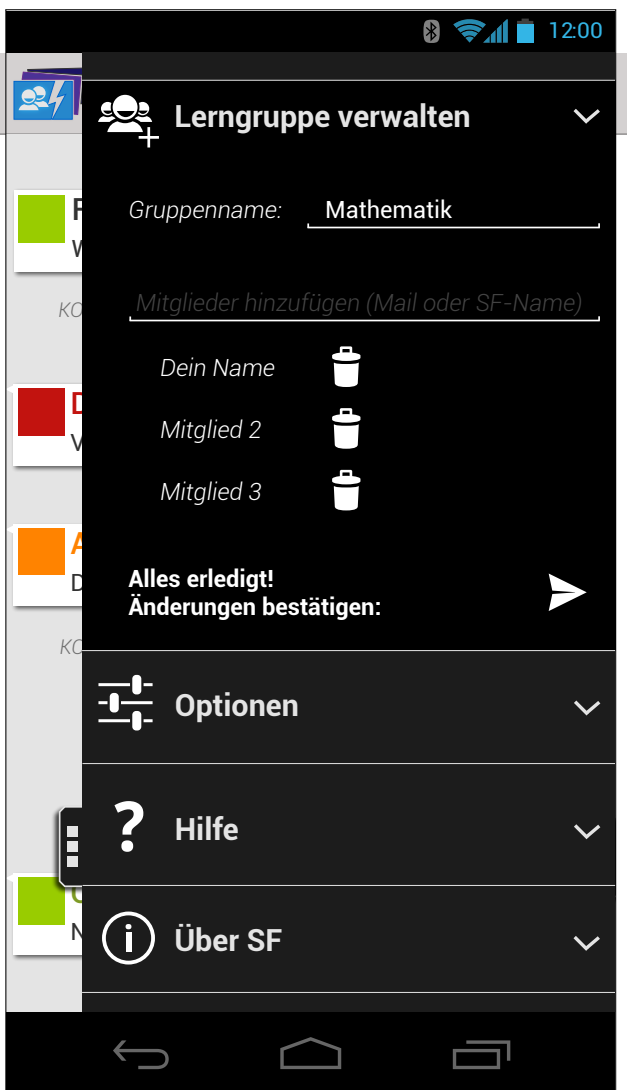 12:00
Lerngruppe verwalten
Gruppenname: Mathematik
Mitglieder hinzufügen (Mail oder SF-Name)
Dein Name
Mitglied 2
Mitglied 3
Alles erledigt!
Änderungen bestätigen:
Optionen
Hilfe
Über SF